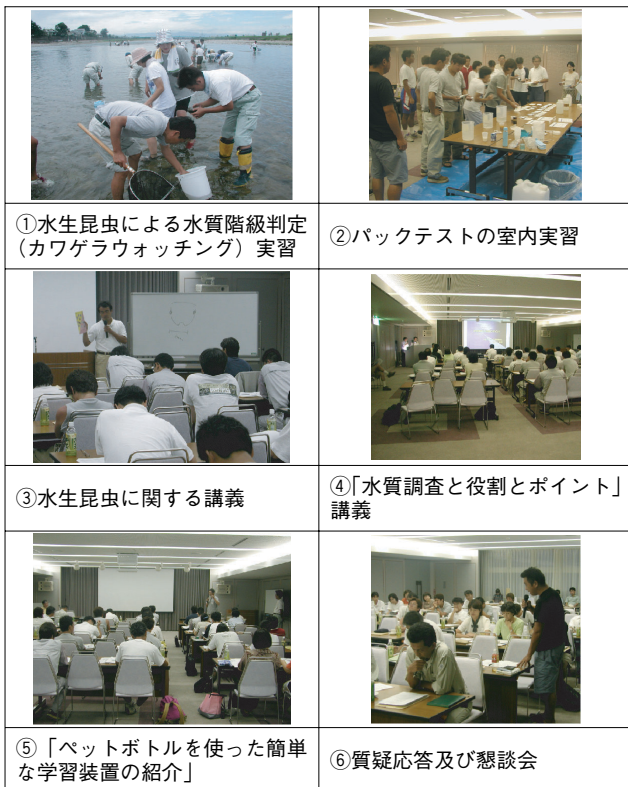 ①水生昆虫による水質階級判定
（カワゲラウォッチング）実習
②パックテストの室内実習
③水生昆虫に関する講義
④「水質調査と役割とポイント」
講義
⑤「ペットボトルを使った簡単
な学習装置の紹介」
⑥質疑応答及び懇談会